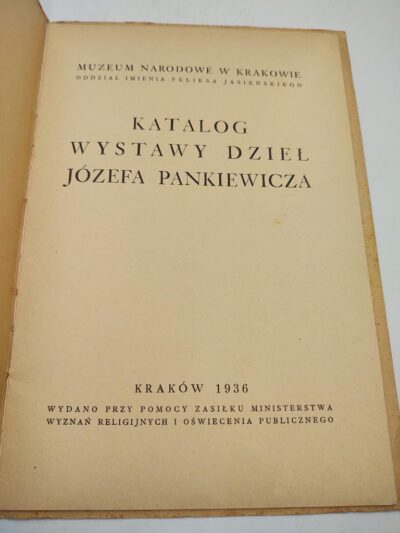 MUZEUM NARODOWE W KRAKOWIE
ODDZIAŁ IMIENIA FELIKSA JASIEŃSKIEGO
KATALOG
WYSTAWY DZIEŁ
JÓZEFA PANKIEWICZA
KRAKÓW 1936
WYDANO PRZY POMOCY ZASIŁKU MINISTERSTWA
WYZNAŃ RELIGIJNYCH I OŚWIECENIA PUBLICZNEGO